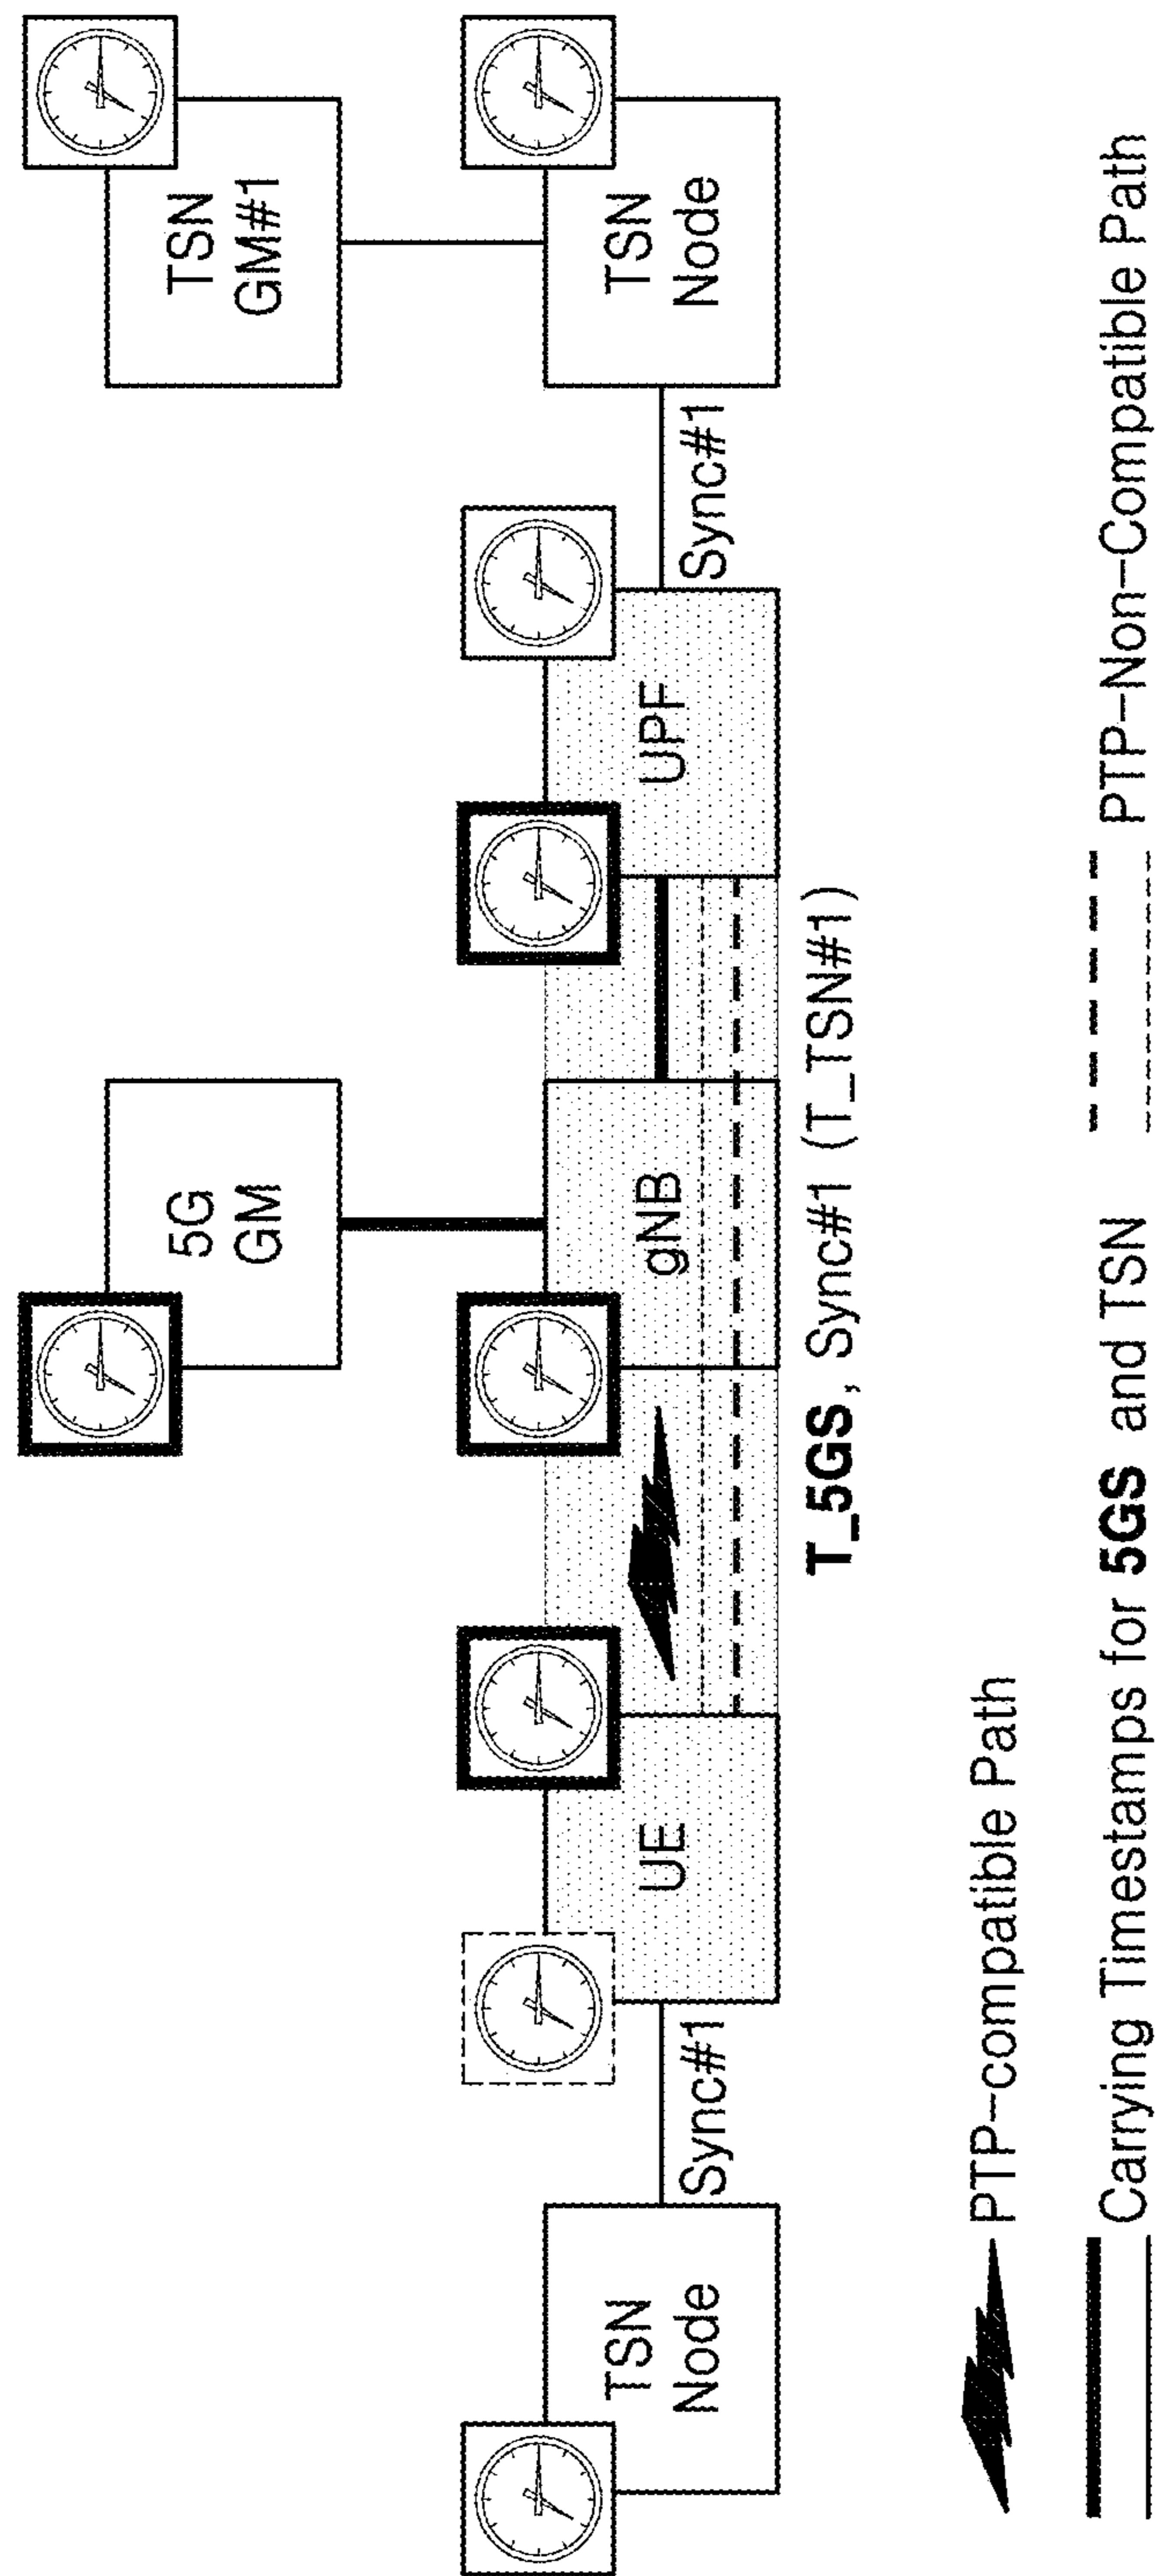 5G
GM
TSN
GM#1
TSN
Node
Sync#1
UE
gNB
UPF
Sync#1
TSN
Node
T_5GS, Sync#1 (T_TSN#1)
PTP-compatible Path
Carrying Timestamps for 5GS and TSN
PTP-Non-Compatible Path